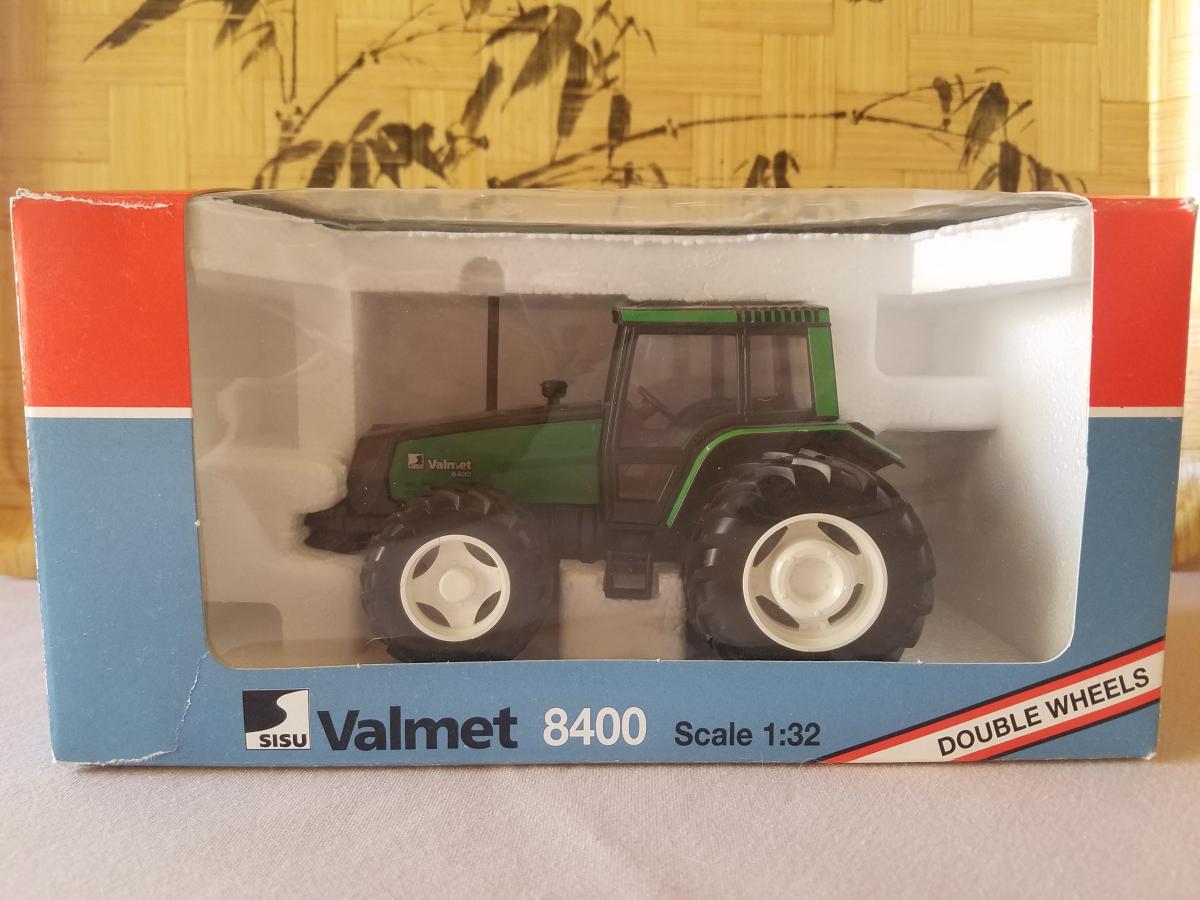 Valmet
8400
SISU Valmet 8400 Scale 1:32
DOUBLE WHEELS